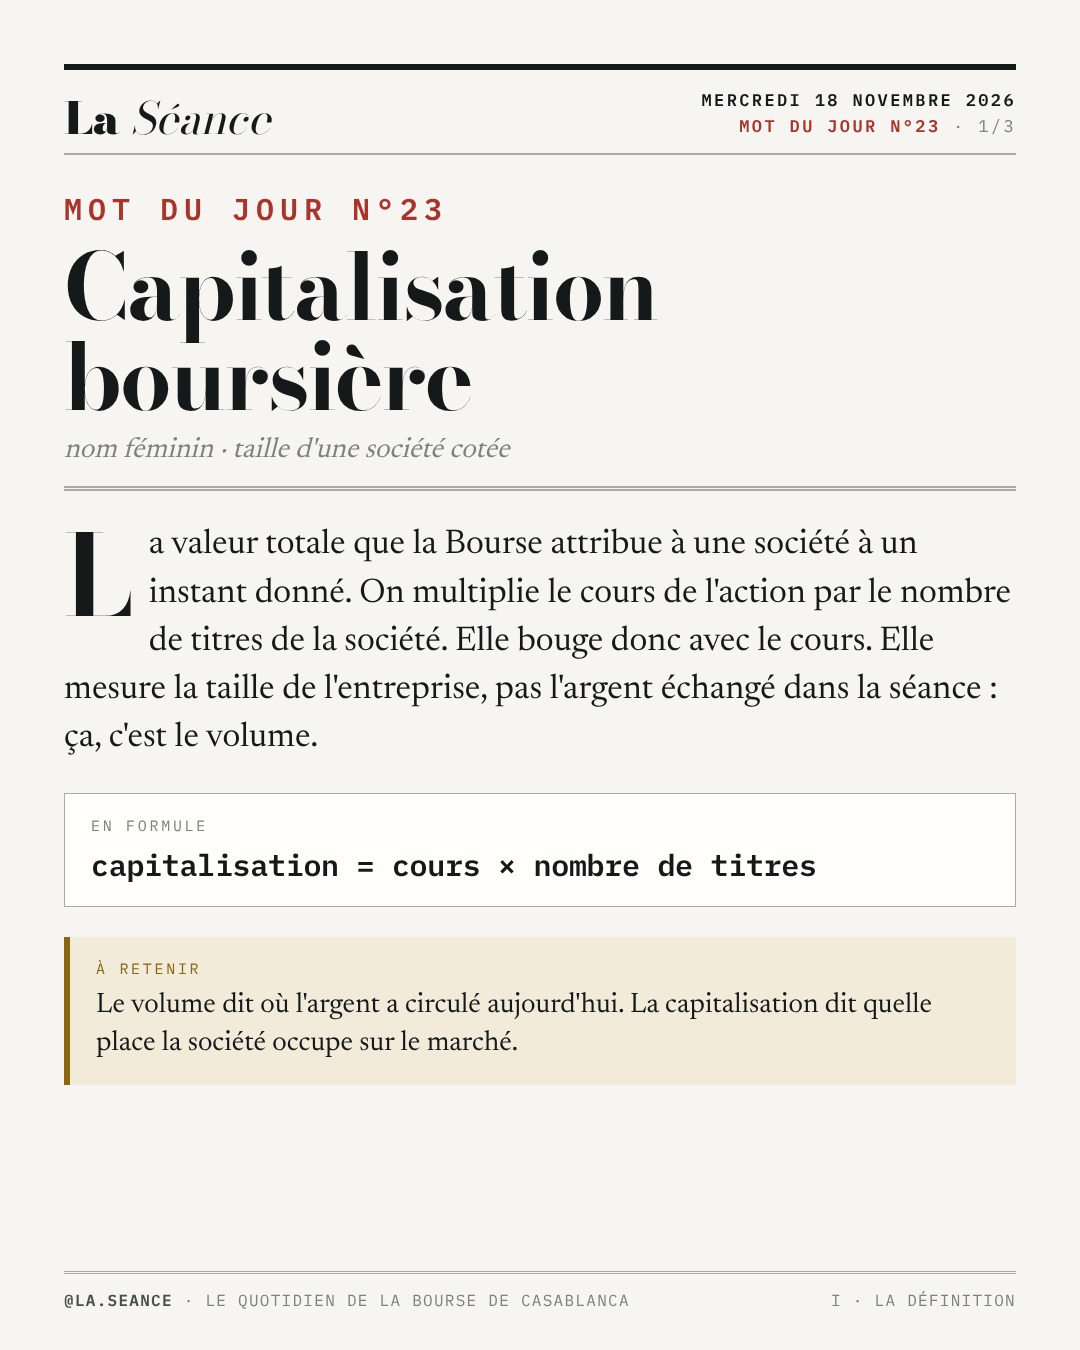 La Séance
MERCREDI 18 NOVEMBRE 2026
MOT DU JOUR N°23 · 1/3
MOT DU JOUR N°23
Capitalisation
boursière
nom féminin · taille d'une société cotée
La valeur totale que la Bourse attribue à une société à un
instant donné. On multiplie le cours de l'action par le nombre
de titres de la société. Elle bouge donc avec le cours. Elle
mesure la taille de l'entreprise, pas l'argent échangé dans la séance :
ça, c'est le volume.
EN FORMULE
capitalisation = cours × nombre de titres
À RETENIR
Le volume dit où l'argent a circulé aujourd'hui. La capitalisation dit quelle
place la société occupe sur le marché.
@LA.SEANCE · LE QUOTIDIEN DE LA BOURSE DE CASABLANCA
I · LA DÉFINITION